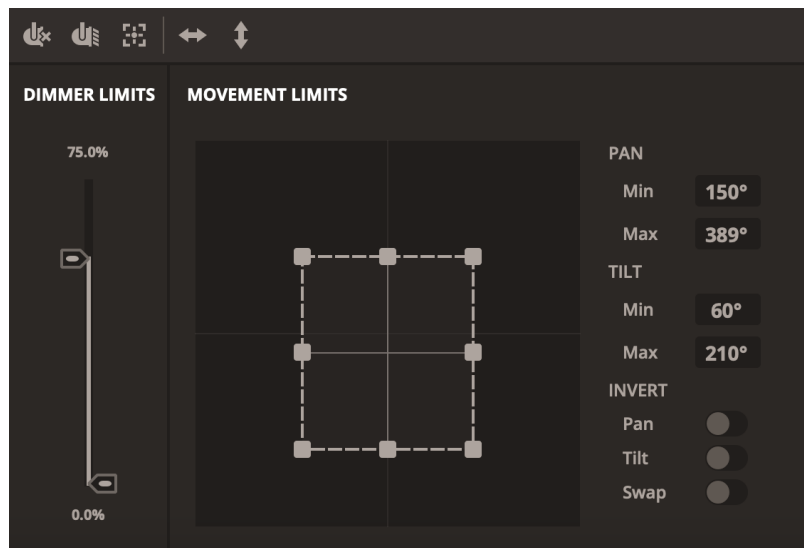 DIMMER LIMITS
75.0%
0.0%
MOVEMENT LIMITS
PAN
Min 150°
Max 389°
TILT
Min 60°
Max 210°
INVERT
Pan
Tilt
Swap